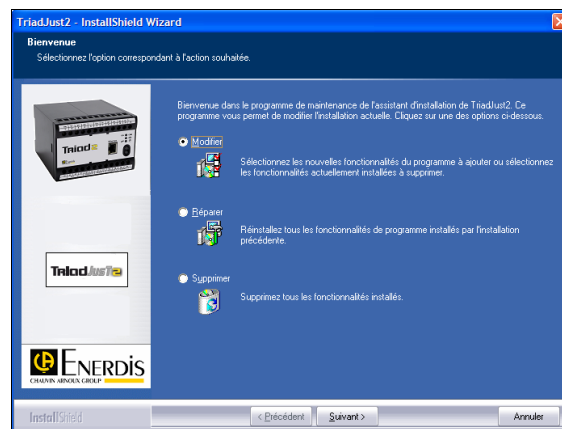 TriadJust2 - InstallShield Wizard
Bienvenue
Sélectionnez l'option correspondant à l'action souhaitée.
Bienvenue dans le programme de maintenance de l'assistant d'installation de TriadJust2. Ce
programme vous permet de modifier l'installation actuelle. Cliquez sur une des options ci-dessous.
Modifier
Sélectionnez les nouvelles fonctionnalités du programme à ajouter ou sélectionnez
les fonctionnalités actuellement installées à supprimer.
Réparer
Réinstallez tous les fonctionnalités de programme installés par l'installation
précédente.
Supprimer
Supprimez tous les fonctionnalités installés.
Triad2
TriadJust2
ENERDIS
CHAUVIN ARNOUX GROUP
InstallShield
< Précédent
Suivant >
Annuler